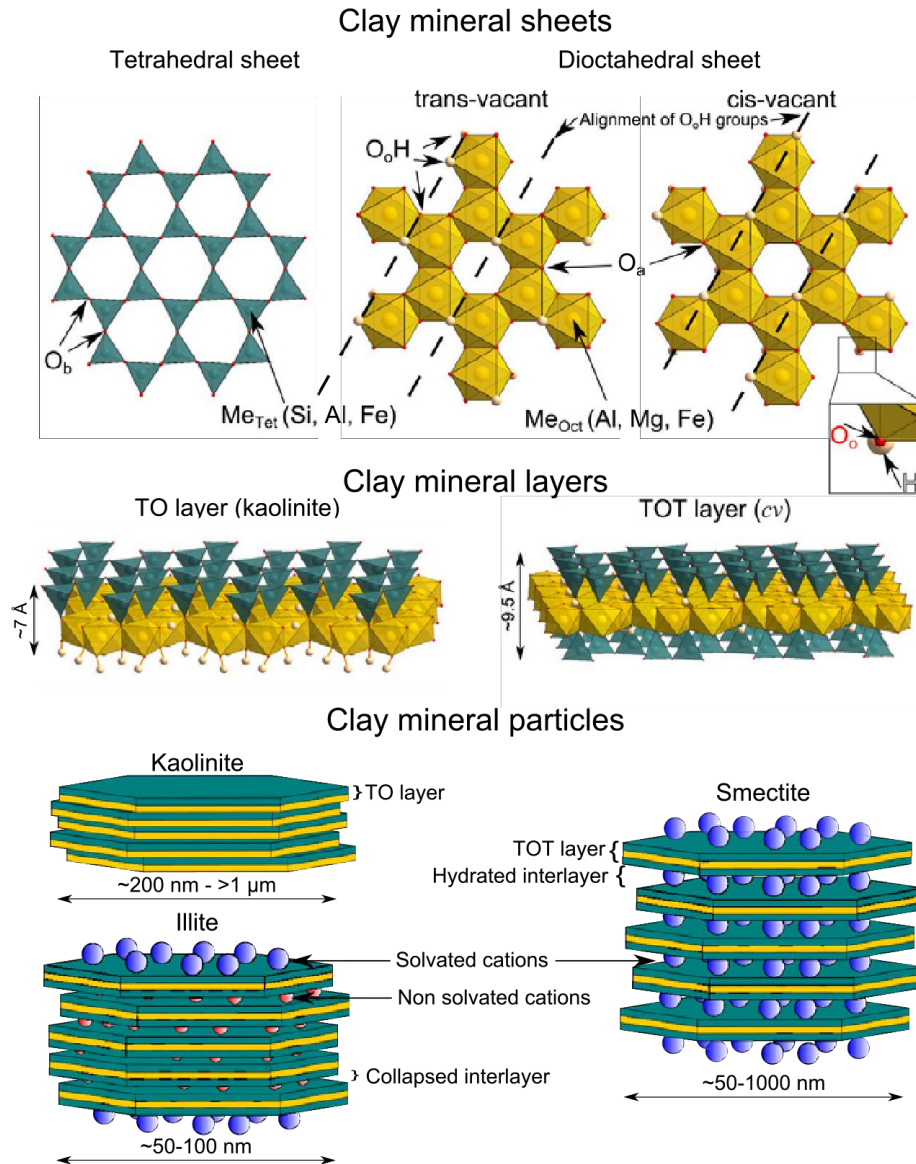 Clay mineral sheets
Tetrahedral sheet
Dioctahedral sheet
trans-vacant
cis-vacant
Alignment of OoH groups
OoH
Oa
Ob
MeTet (Si, Al, Fe)
MeOct (Al, Mg, Fe)
Oo
H
Clay mineral layers
TO layer (kaolinite)
TOT layer (cv)
~7 Å
~9.5 Å
Clay mineral particles
Kaolinite
TO layer
~200 nm - >1 µm
Smectite
TOT layer
Hydrated interlayer
Illite
Solvated cations
Non solvated cations
Collapsed interlayer
~50-100 nm
~50-1000 nm